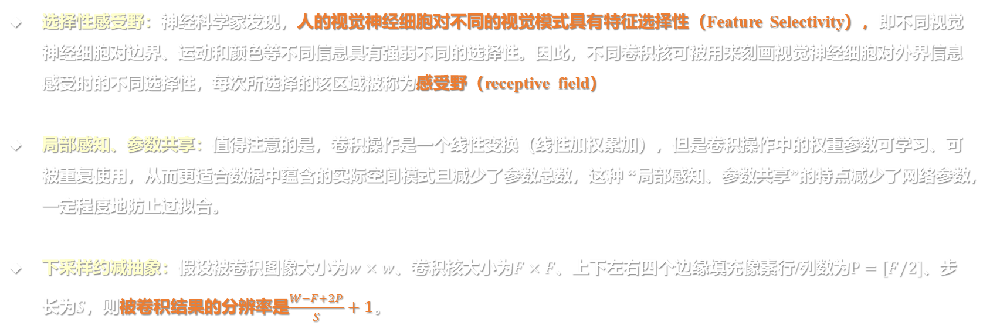 ◆ 选择性感受野：神经科学家发现，人的视觉神经细胞对不同的视觉模式具有特征选择性（Feature Selectivity），即不同视觉
神经细胞对边界、运动和颜色等不同信息具有强弱不同的选择性。因此，不同卷积核可被用来刻画视觉神经细胞对外界信息
感受时的不同选择性，每次所选择的该区域被称为感受野（receptive field）
◆ 局部感知、参数共享：值得注意的是，卷积操作是一个线性变换（线性加权累加），但是卷积操作中的权重参数可学习、可
被重复使用，从而更适合数据中蕴含的实际空间模式且减少了参数总数，这种 “局部感知、参数共享”的特点减少了网络参数，
一定程度地防止过拟合。
◆ 下采样约减抽象：假设被卷积图像大小为w × w、卷积核大小为F × F、上下左右四个边缘填充像素行/列数为P = [F/2]、步
长为S，则被卷积结果的分辨率是(W−F+2P)/S + 1。